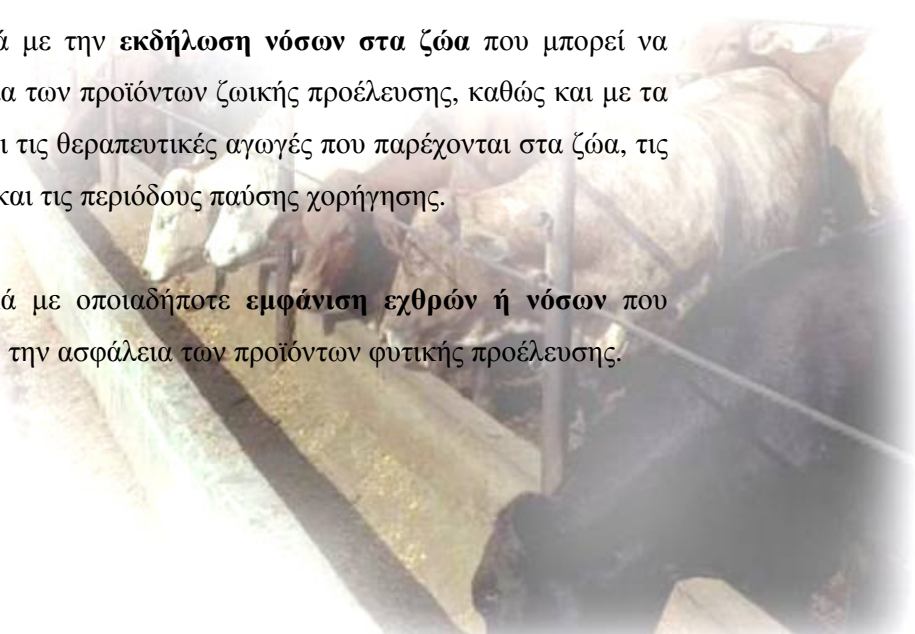 με την εκδήλωση νόσων στα ζώα που μπορεί να
των προϊόντων ζωικής προέλευσης, καθώς και με τα
τις θεραπευτικές αγωγές που παρέχονται στα ζώα, τις
και τις περιόδους παύσης χορήγησης.
με οποιαδήποτε εμφάνιση εχθρών ή νόσων που
την ασφάλεια των προϊόντων φυτικής προέλευσης.